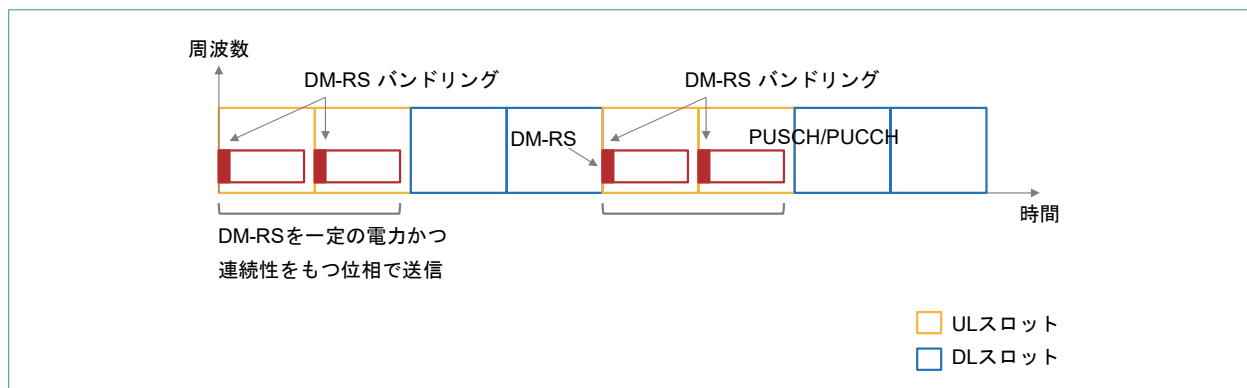 周波数
DM-RS バンドリング
DM-RS バンドリング
DM-RS
PUSCH/PUCCH
時間
DM-RSを一定の電力かつ
連続性をもつ位相で送信
ULスロット
DLスロット